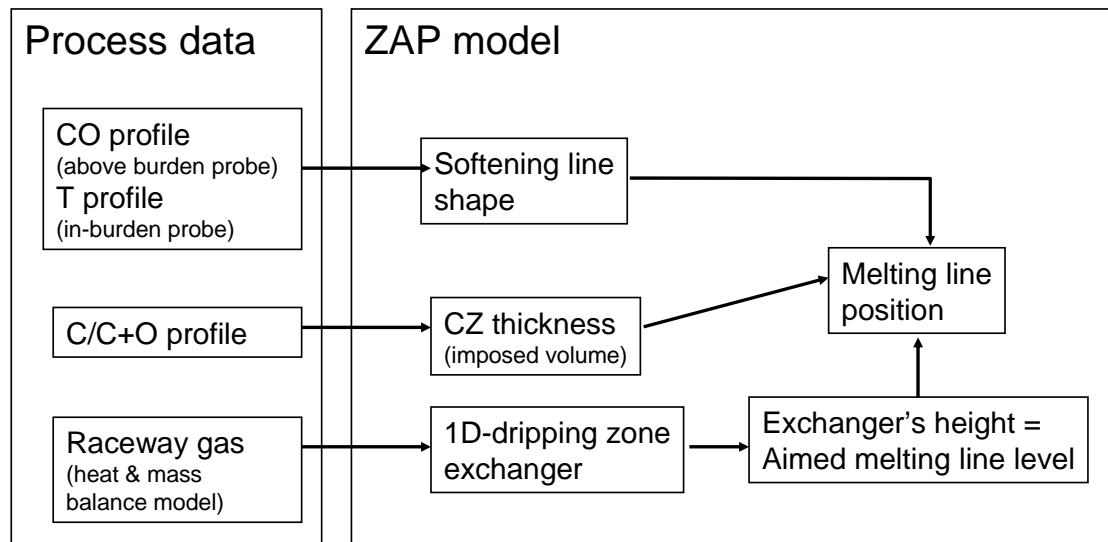 Process data
ZAP model
CO profile
(above burden probe)
T profile
(in-burden probe)
Softening line
shape
Melting line
position
C/C+O profile
CZ thickness
(imposed volume)
Raceway gas
(heat & mass
balance model)
1D-dripping zone
exchanger
Exchanger's height =
Aimed melting line level